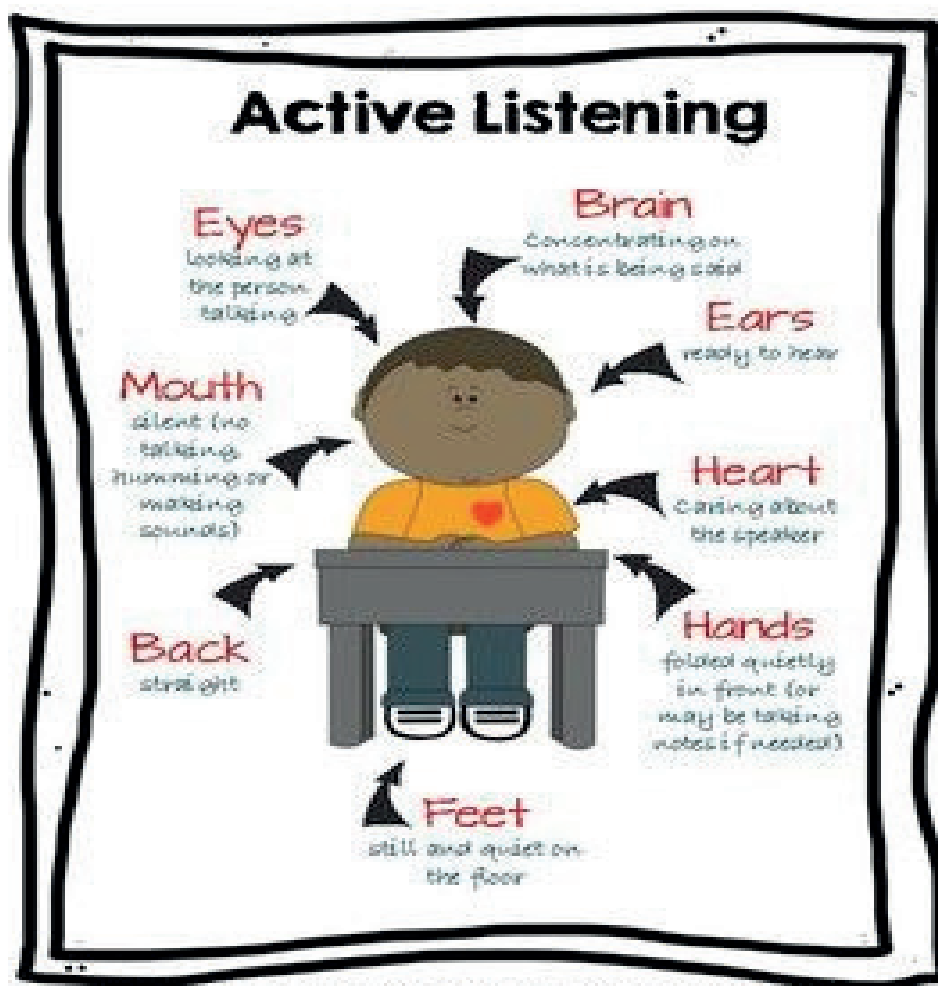 Active Listening
Eyes
looking at
the person
talking
Brain
Concentrating on
what is being said
Ears
ready to hear
Mouth
silent (no
talking
humming or
making
sounds)
Heart
Caring about
the speaker
Back
straight
Hands
folded quietly
in front (or
may be taking
notes if needed)
Feet
still and quiet on
the floor